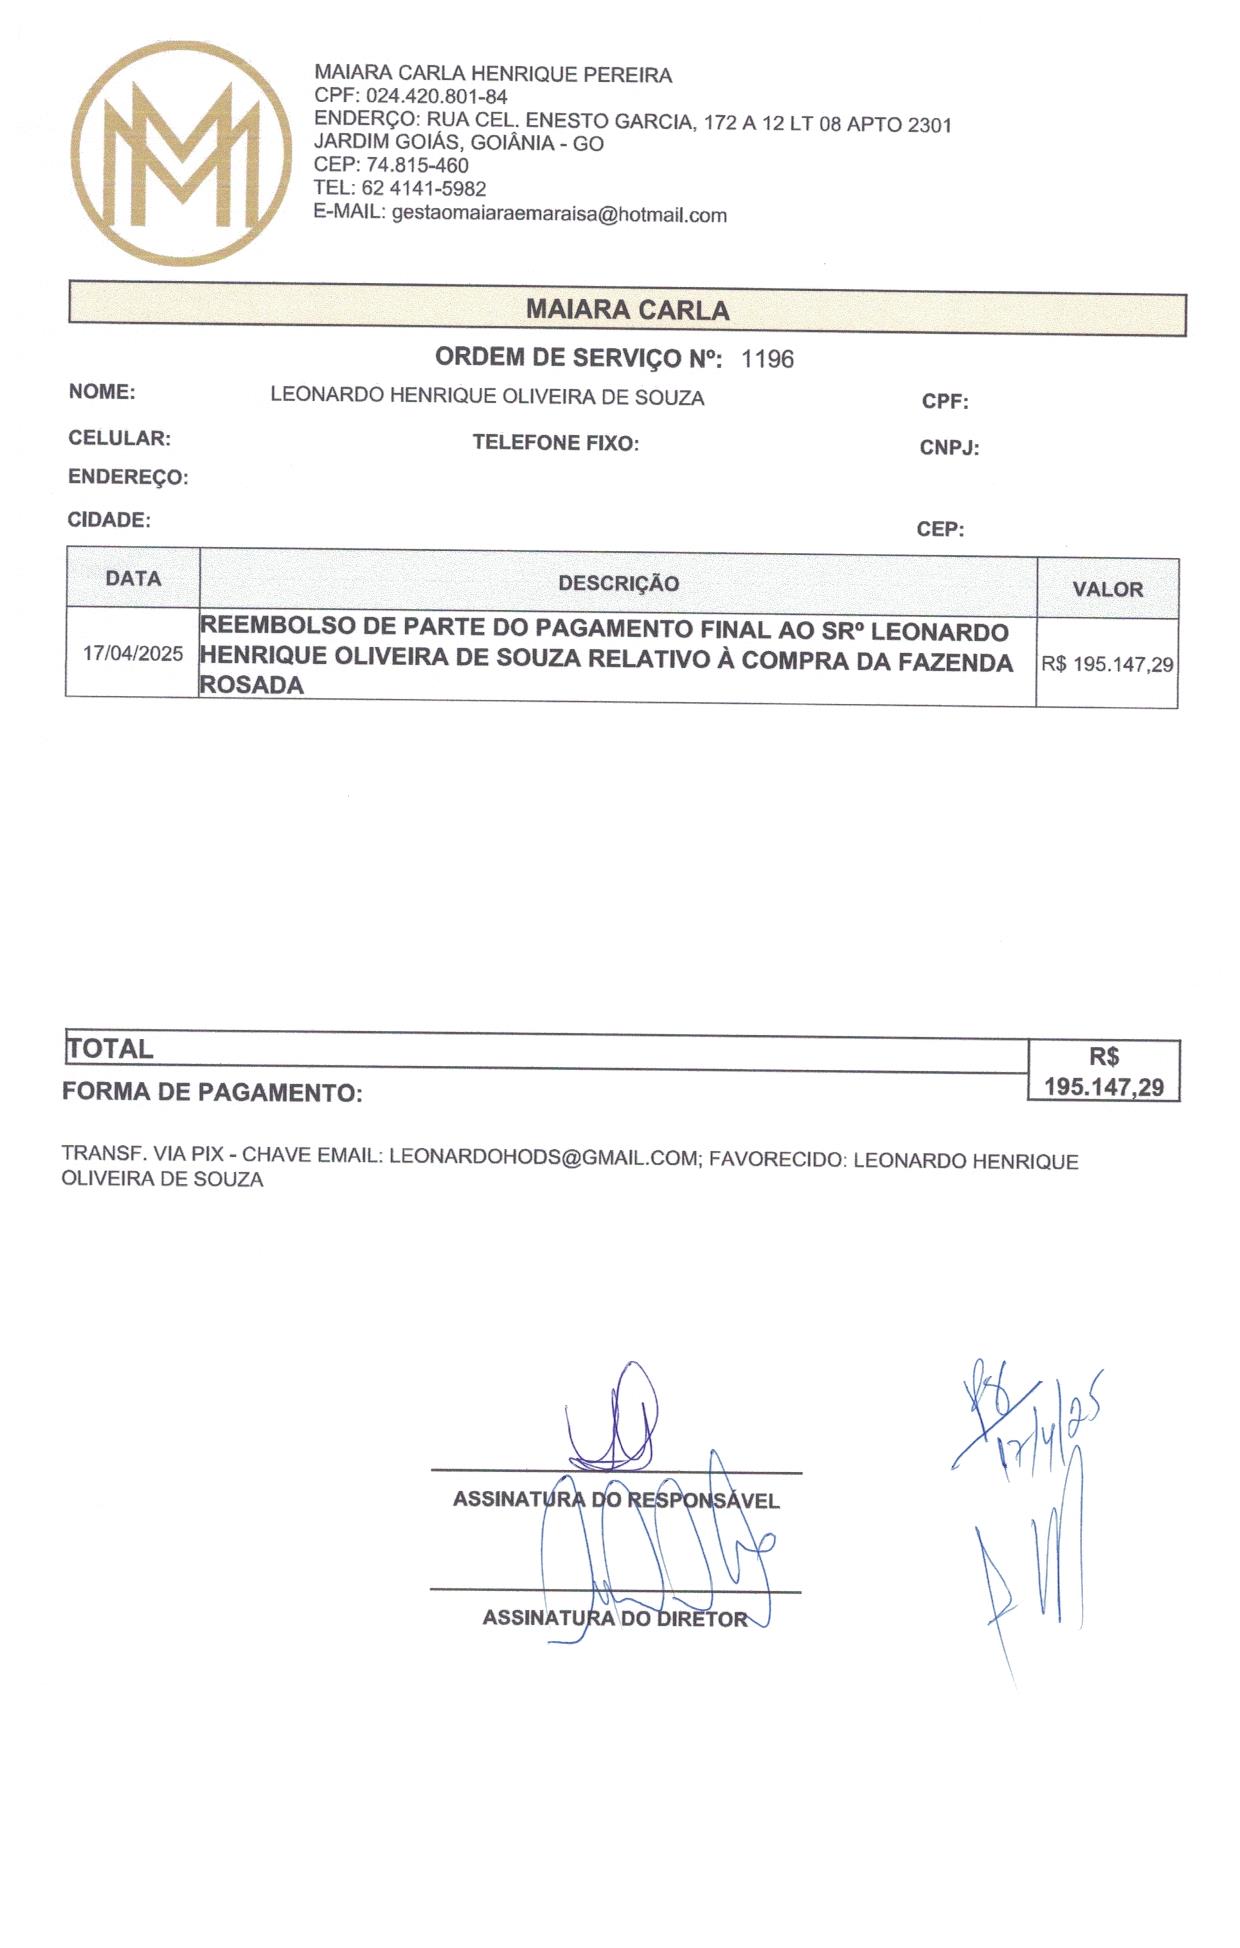 MAIARA CARLA HENRIQUE PEREIRA
CPF: 024.420.801-84
ENDERÇO: RUA CEL. ENESTO GARCIA, 172 A 12 LT 08 APTO 2301
JARDIM GOIÁS, GOIÂNIA - GO
CEP: 74.815-460
TEL: 62 4141-5982
E-MAIL: gestaomaiaraemaraisa@hotmail.com
MAIARA CARLA
ORDEM DE SERVIÇO Nº: 1196
NOME: LEONARDO HENRIQUE OLIVEIRA DE SOUZA CPF:
CELULAR: TELEFONE FIXO: CNPJ:
ENDEREÇO:
CIDADE: CEP:
DATA DESCRIÇÃO VALOR
REEMBOLSO DE PARTE DO PAGAMENTO FINAL AO SRº LEONARDO
17/04/2025 HENRIQUE OLIVEIRA DE SOUZA RELATIVO À COMPRA DA FAZENDA R$ 195.147,29
ROSADA
TOTAL R$
195.147,29
FORMA DE PAGAMENTO:
TRANSF. VIA PIX - CHAVE EMAIL: LEONARDOHODS@GMAIL.COM; FAVORECIDO: LEONARDO HENRIQUE
OLIVEIRA DE SOUZA
17/4/25
ASSINATURA DO RESPONSÁVEL
ASSINATURA DO DIRETOR